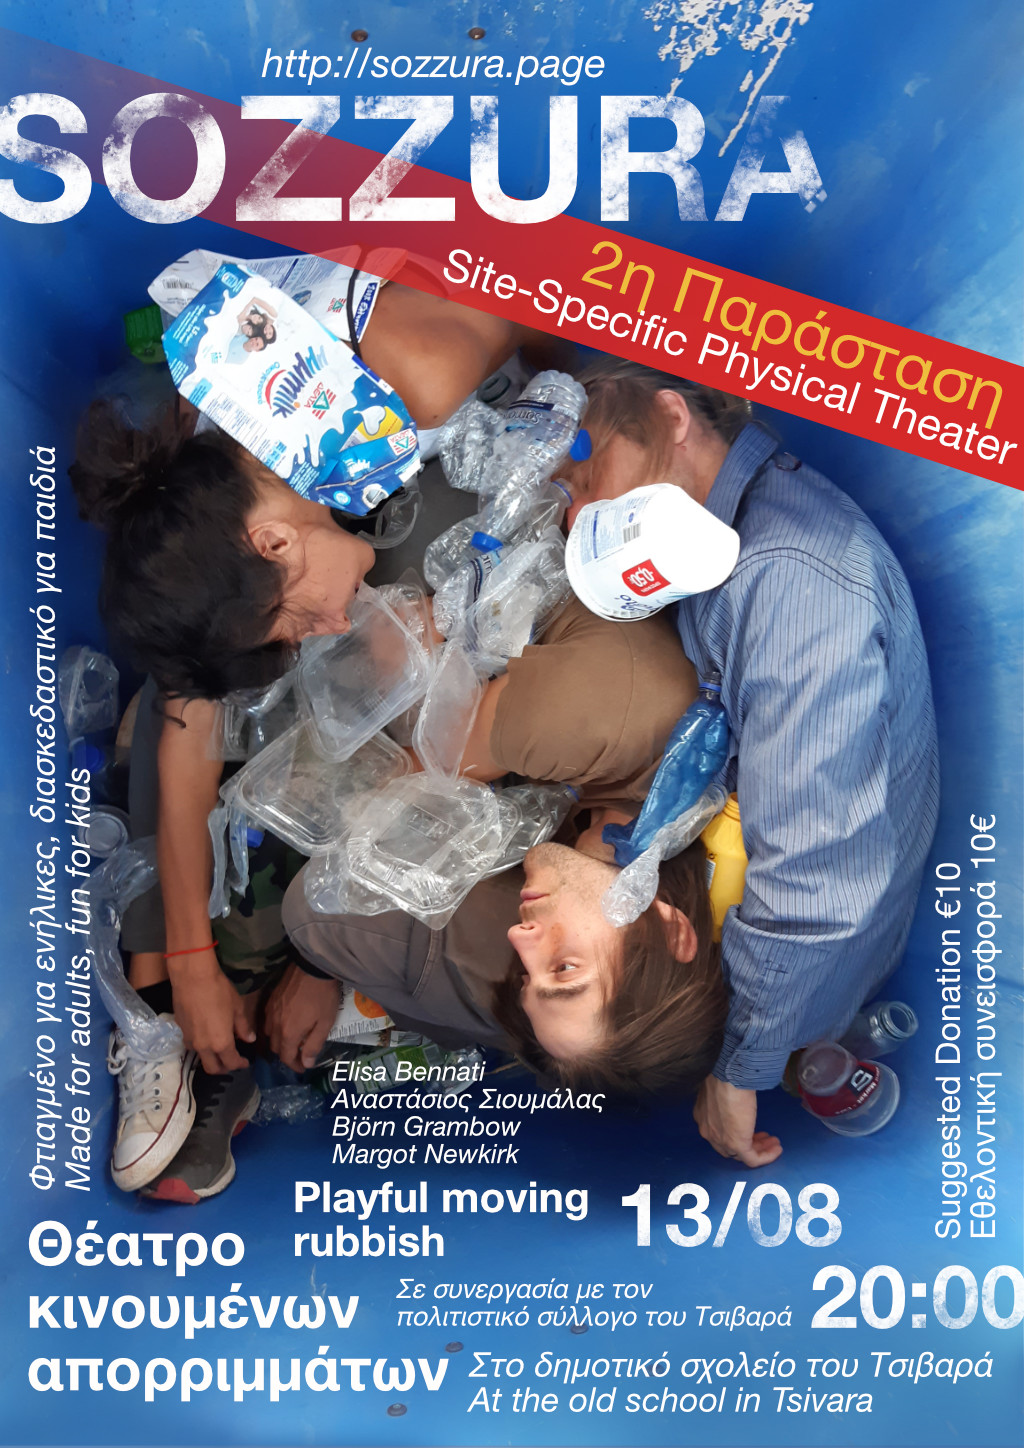 http://sozzura.page
SOZZURA
2η Παράσταση
Site-Specific Physical Theater
Φτιαγμένο για ενήλικες, διασκεδαστικό για παιδιά
Made for adults, fun for kids
-0,50€
Suggested Donation €10
Εθελοντική συνεισφορά 10€
Elisa Bennati
Αναστάσιος Σιουμάλας
Björn Grambow
Margot Newkirk
Playful moving
rubbish
13/08
20:00
Θέατρο
κινουμένων
απορριμμάτων
Σε συνεργασία με τον
πολιτιστικό σύλλογο του Τσιβαρά
Στο δημοτικό σχολείο του Τσιβαρά
At the old school in Tsivara